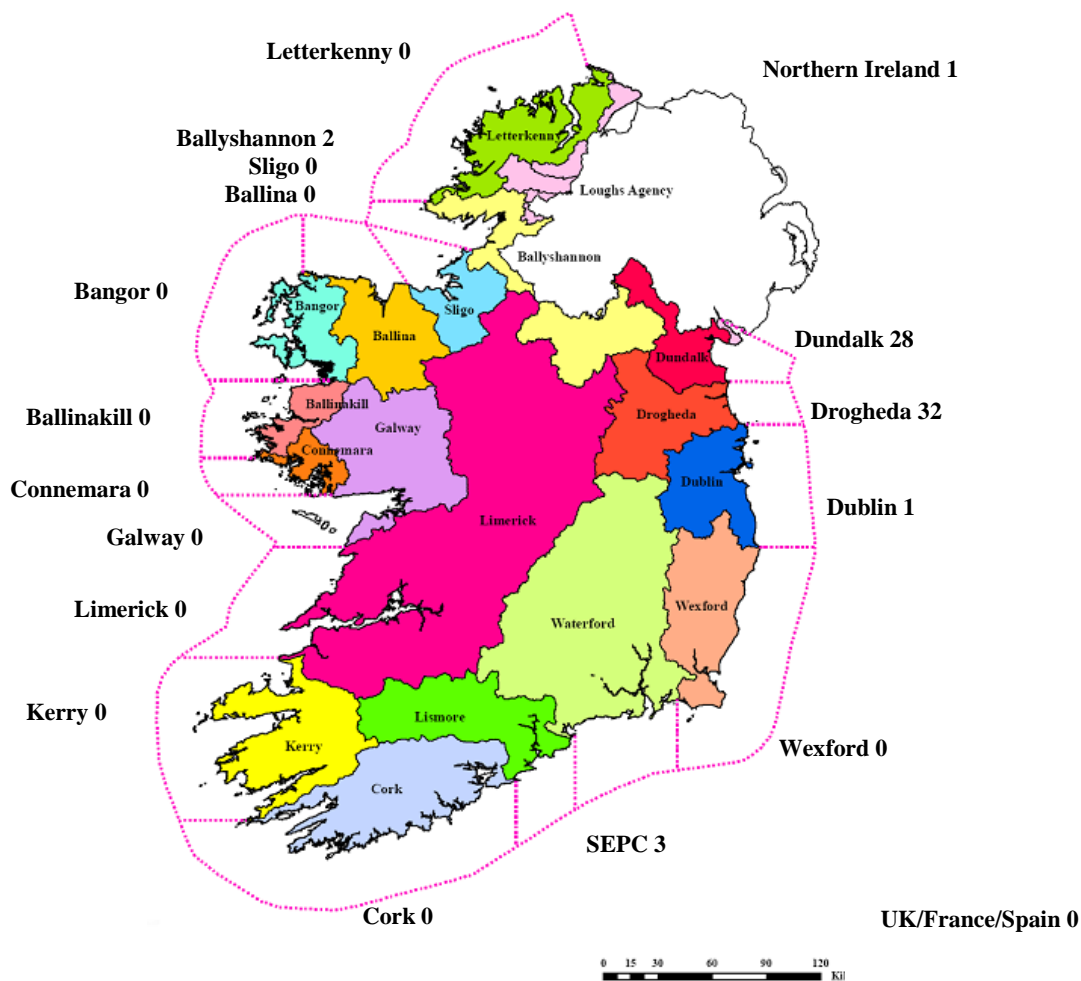 Letterkenny 0
Northern Ireland 1
Ballyshannon 2
Sligo 0
Ballina 0
Letterkenny
Loughs Agency
Ballyshannon
Bangor 0
Bangor
Sligo
Ballina
Dundalk 28
Dundalk
Ballinakill 0
Ballinakill
Galway
Drogheda
Drogheda 32
Connemara
Connemara 0
Dublin
Dublin 1
Galway 0
Limerick
Limerick 0
Wexford
Waterford
Kerry 0
Lismore
Kerry
Wexford 0
Cork
SEPC 3
Cork 0
UK/France/Spain 0
0 15 30 60 90 120
Kil